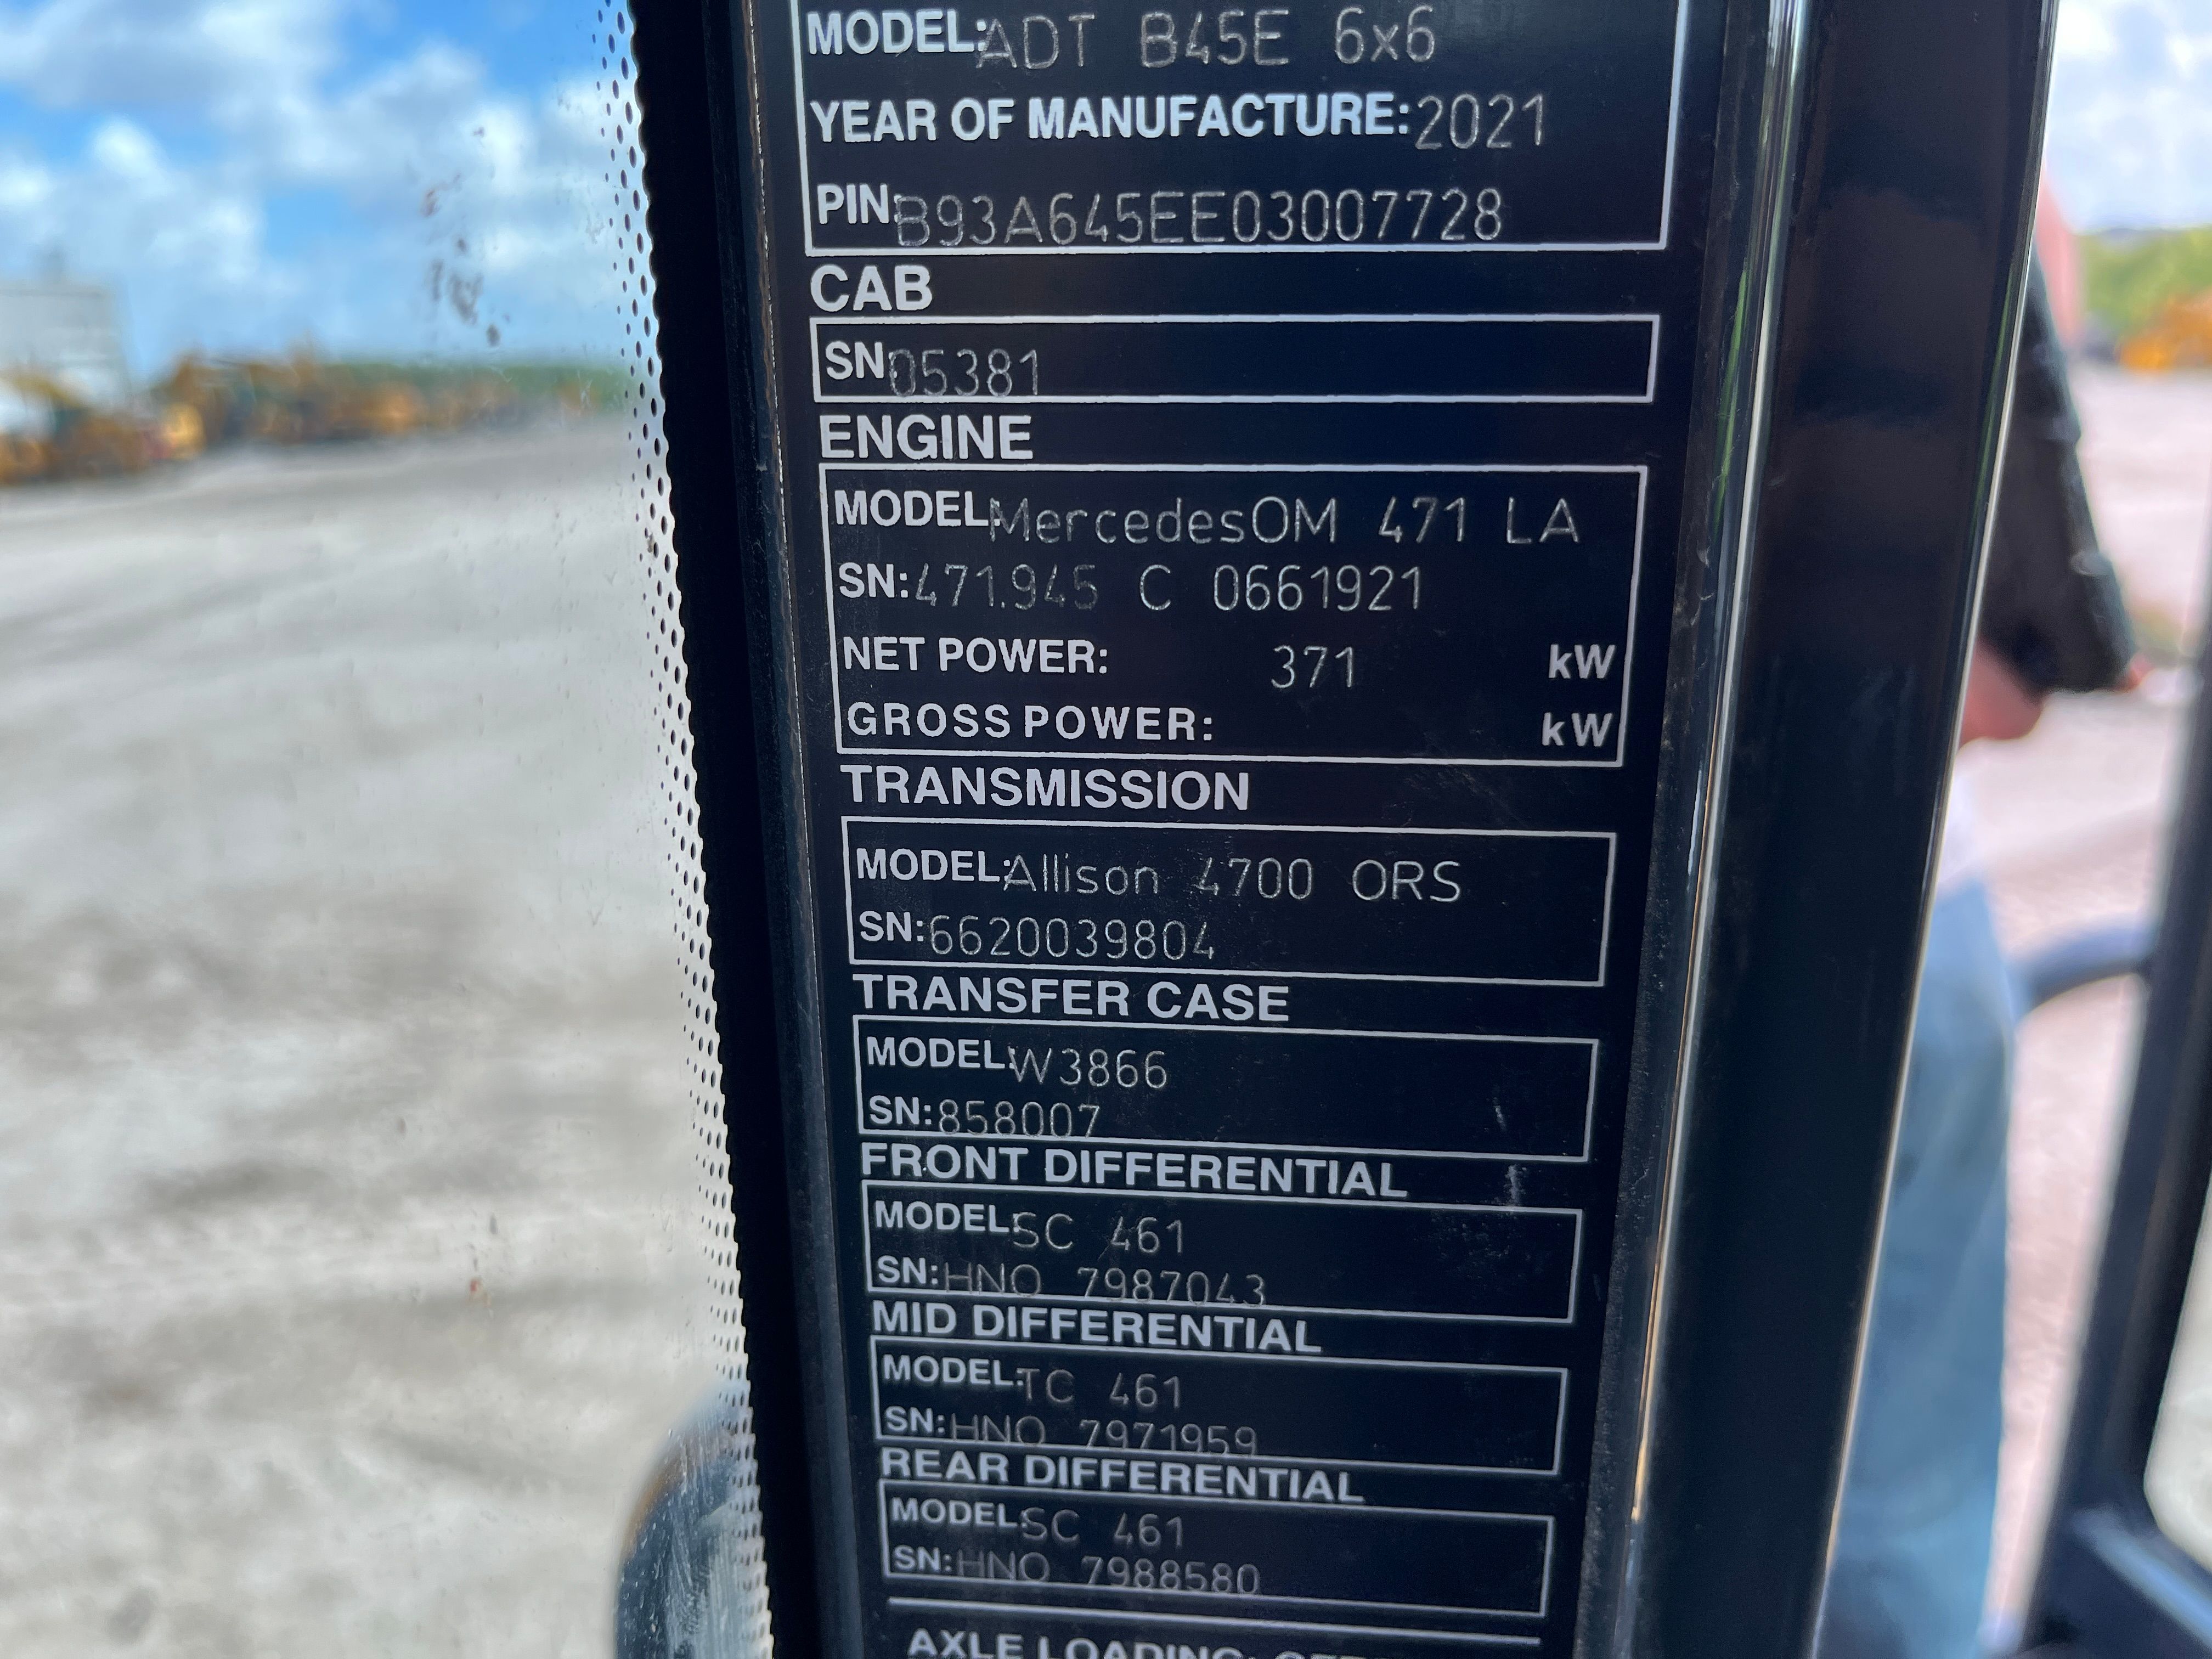 MODEL: ADT B45E 6x6
YEAR OF MANUFACTURE: 2021
PIN: B93A645EE03007728
CAB
SN 05381
ENGINE
MODEL: MercedesOM 471 LA
SN: 471.945 C 0661921
NET POWER: 371 kW
GROSS POWER: kW
TRANSMISSION
MODEL: Allison 4700 ORS
SN: 6620039804
TRANSFER CASE
MODEL: W3866
SN: 858007
FRONT DIFFERENTIAL
MODEL: SC 461
SN: HNO 7987043
MID DIFFERENTIAL
MODEL: TC 461
SN: HNO 7971959
REAR DIFFERENTIAL
MODEL: SC 461
SN: HNO 7988580
AXLE LOADING: